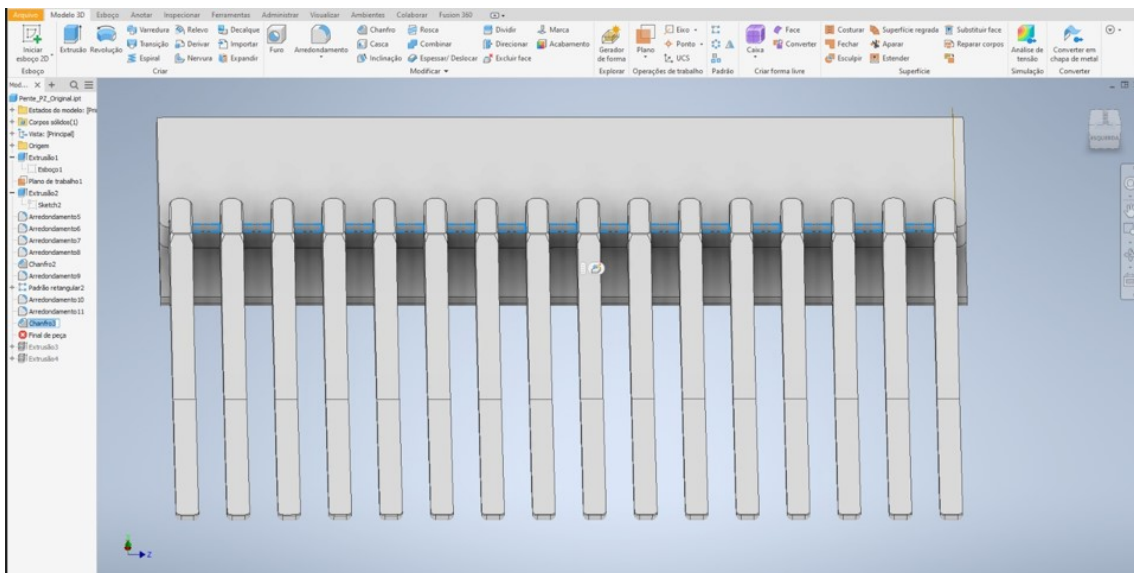 Arquivo Modelo 3D Esboço Anotar Inspecionar Ferramentas Administrar Visualizar Ambientes Colaborar Fusion 360
Iniciar esboço 2D
Extrusão
Revolução
Varredura Relevo Decalque
Transição Derivar Importar
Espiral Nervura Expandir
Furo
Arredondamento
Chanfro Rosca Dividir Marca
Casca Combinar Direcionar Acabamento
Inclinação Espessar/ Deslocar Excluir face
Gerador de forma
Plano
Eixo
Ponto
UCS
Caixa
Face
Converter
Costurar Superfície regrada Substituir face
Fechar Aparar Reparar corpos
Esculpir Estender
Análise de tensão
Converter em chapa de metal
Esboço Criar Modificar Explorar Operações de trabalho Padrão Criar forma livre Superfície Simulação Converter
Mod... X +
Pente_PZ_Original.ipt
Estados do modelo: [Pri
Corpos sólidos(1)
Vista: [Principal]
Origem
Extrusão1
Esboço1
Plano de trabalho1
Extrusão2
Sketch2
Arredondamento5
Arredondamento6
Arredondamento7
Arredondamento8
Chanfro2
Arredondamento9
Padrão retangular2
Arredondamento10
Arredondamento11
Chanfro3
Final de peça
Extrusão3
Extrusão4
ESQUERDA
Z